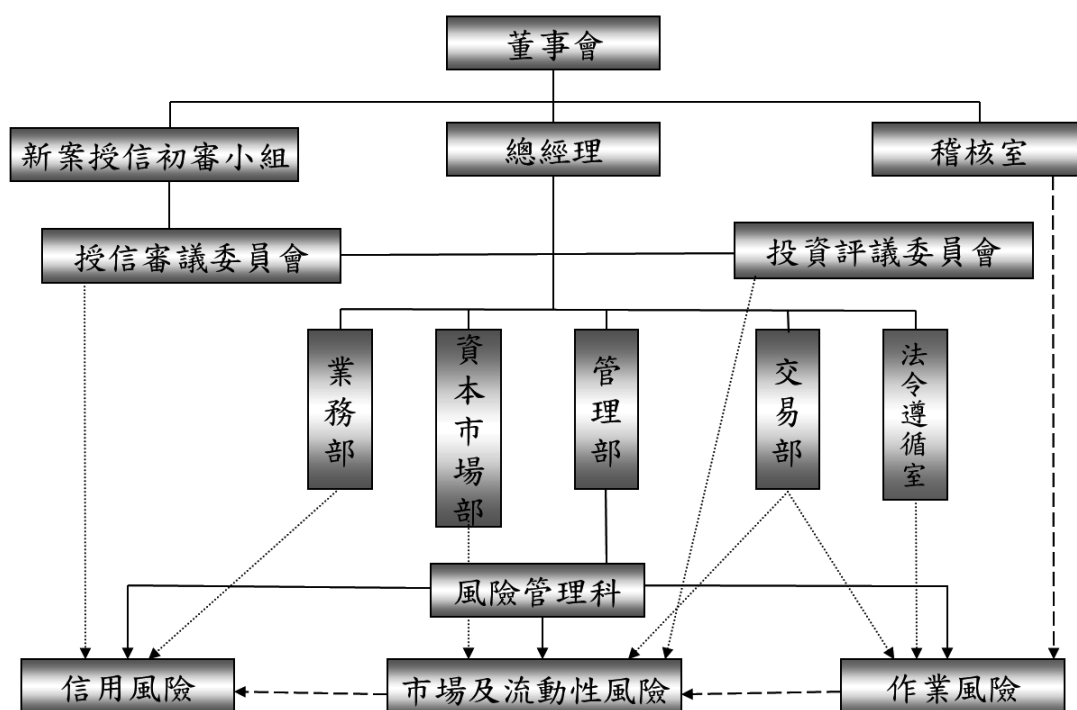 董事會
新案授信初審小組
總經理
稽核室
授信審議委員會
投資評議委員會
業務部
資本市場部
管理部
交易部
法令遵循室
風險管理科
信用風險
市場及流動性風險
作業風險